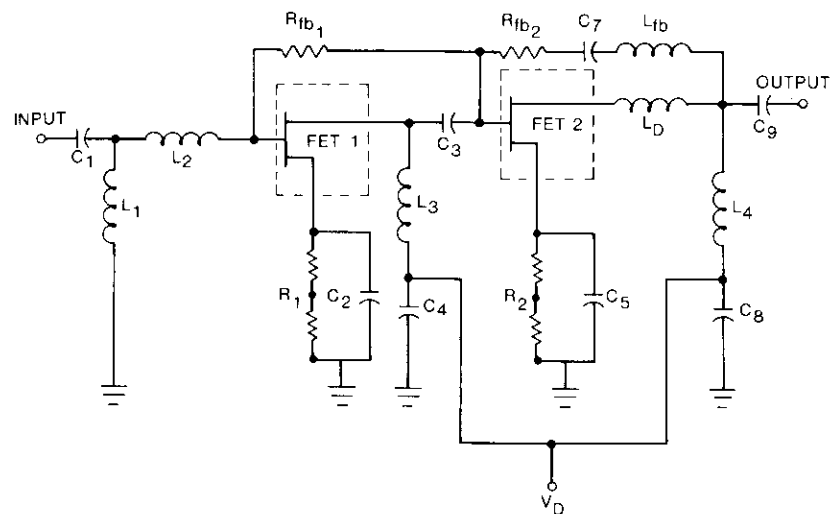 Rfb1
Rfb2
C7
Lfb
INPUT
C1
L2
FET 1
C3
FET 2
LD
OUTPUT
C9
L1
L3
L4
R1
C2
C4
R2
C5
C8
VD